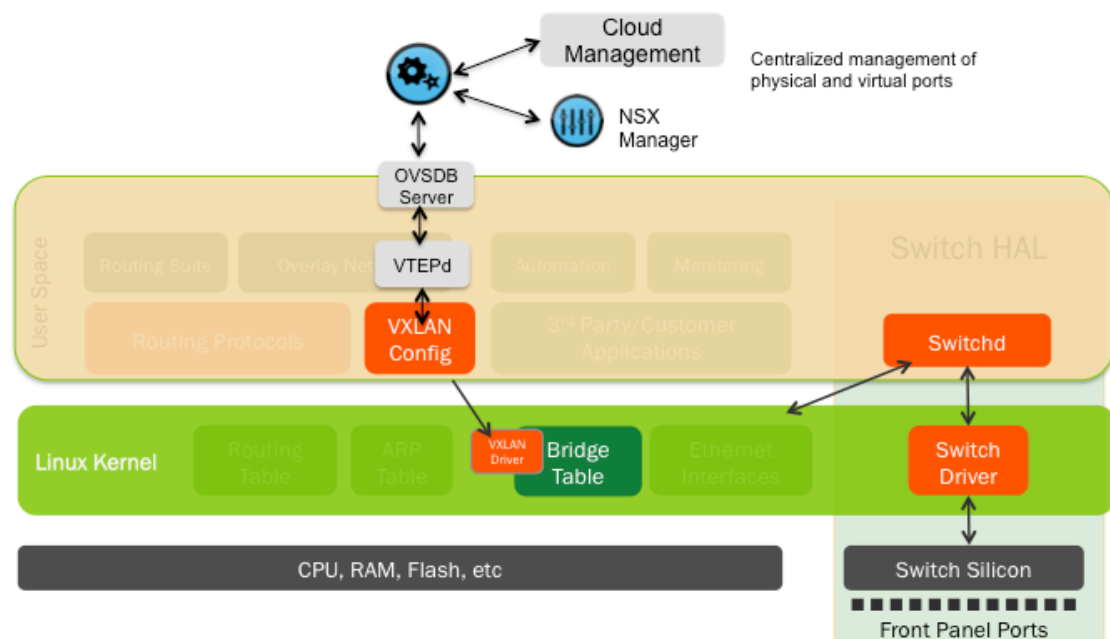 Cloud
Management
Centralized management of
physical and virtual ports
NSX
Manager
OVSDB
Server
User Space
Routing Suite
Overlay Net
VTEPd
Automation
Monitoring
Switch HAL
Routing Protocols
VXLAN
Config
3rd Party/Customer
Applications
Switchd
Linux Kernel
Routing
Table
ARP
Table
VXLAN
Driver
Bridge
Table
Ethernet
Interfaces
Switch
Driver
CPU, RAM, Flash, etc
Switch Silicon
Front Panel Ports